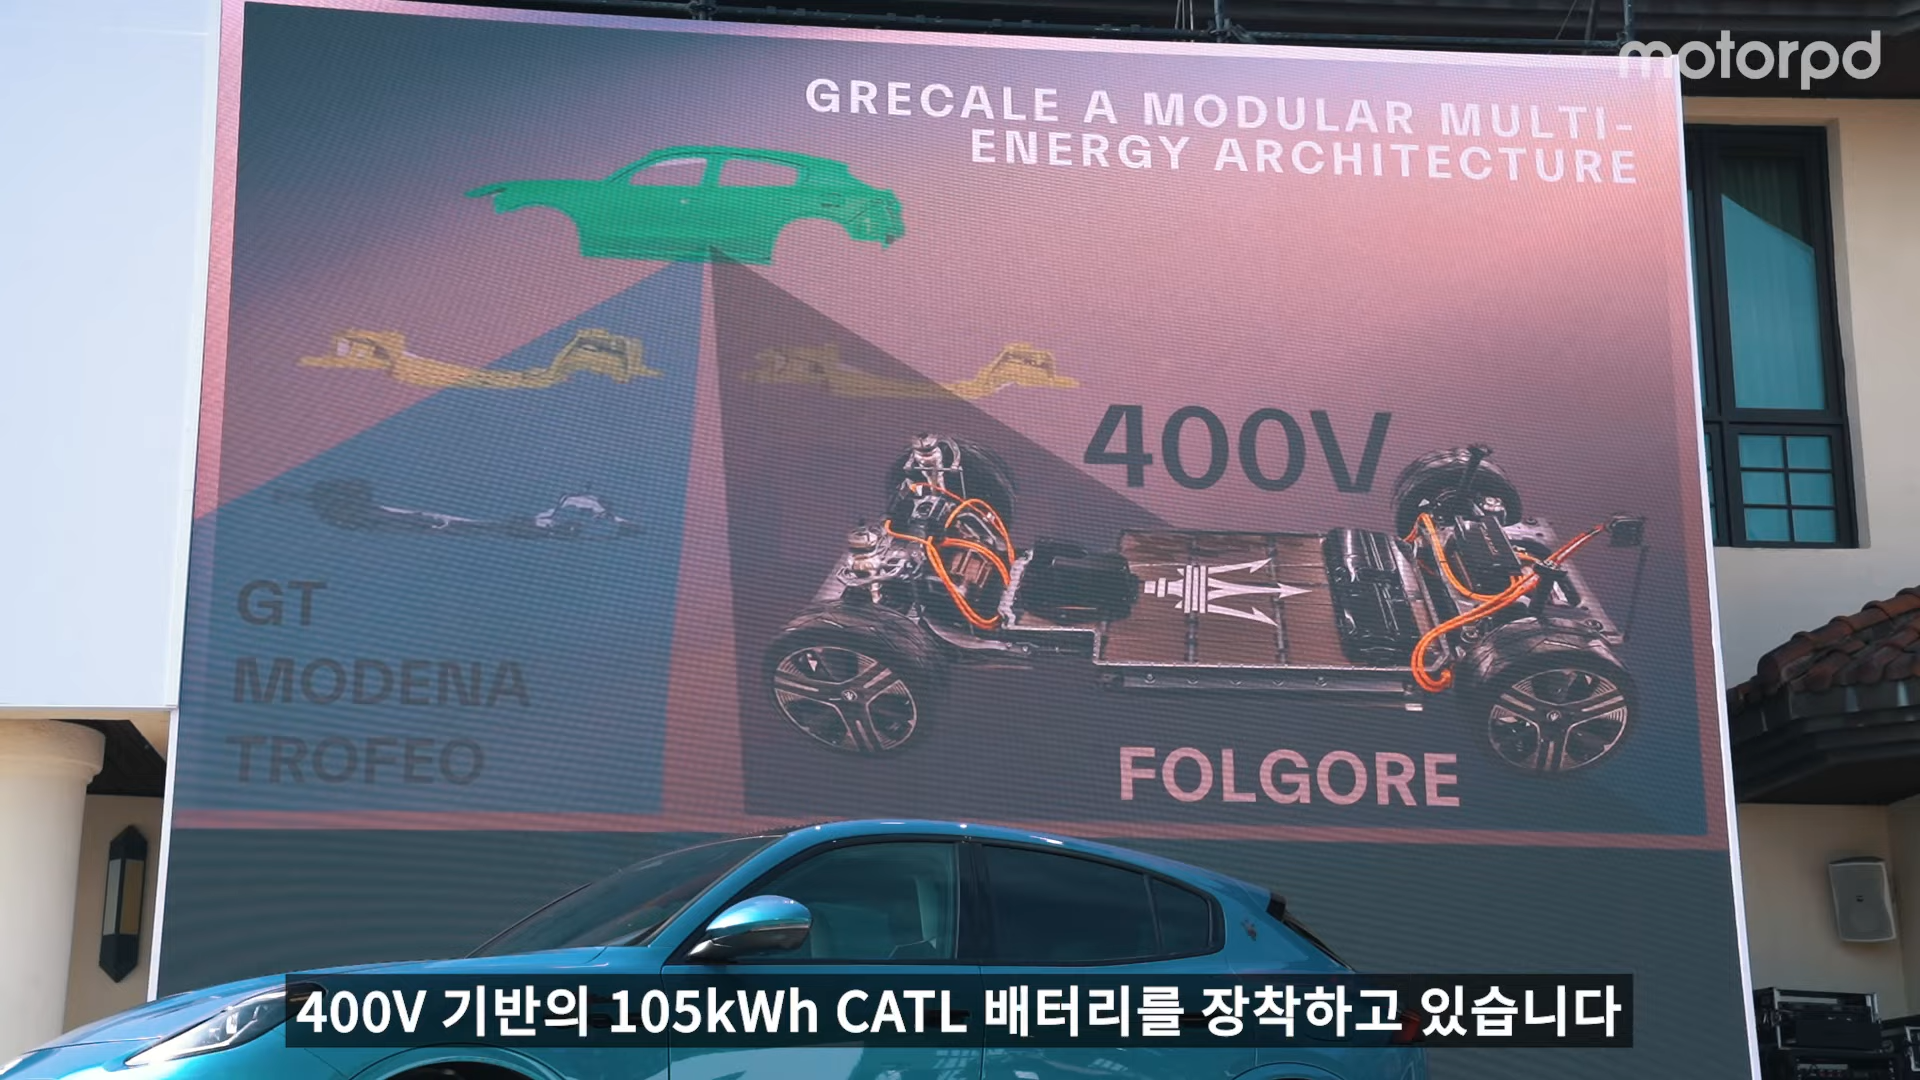 motorpd
GRECALE A MODULAR MULTI-
ENERGY ARCHITECTURE
400V
GT
MODENA
TROFEO
FOLGORE
400V 기반의 105kWh CATL 배터리를 장착하고 있습니다